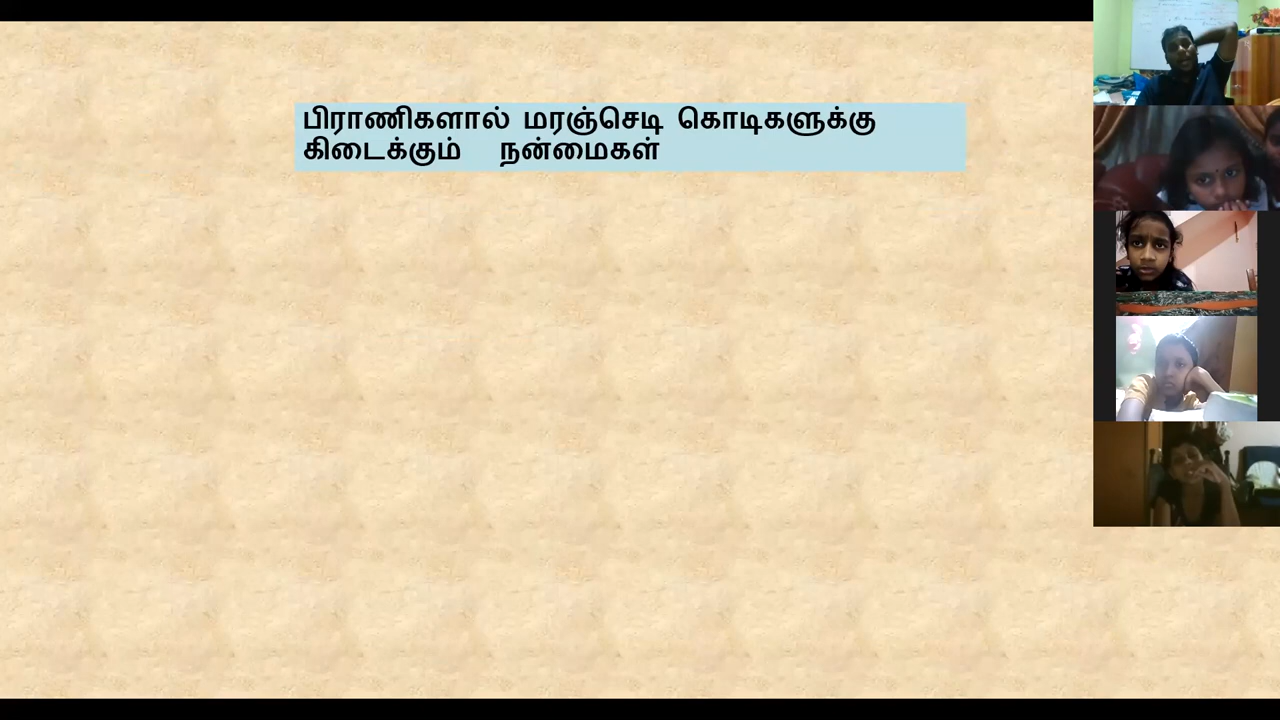 பிராணிகளால் மரஞ்செடி கொடிகளுக்கு
கிடைக்கும் நன்மைகள்